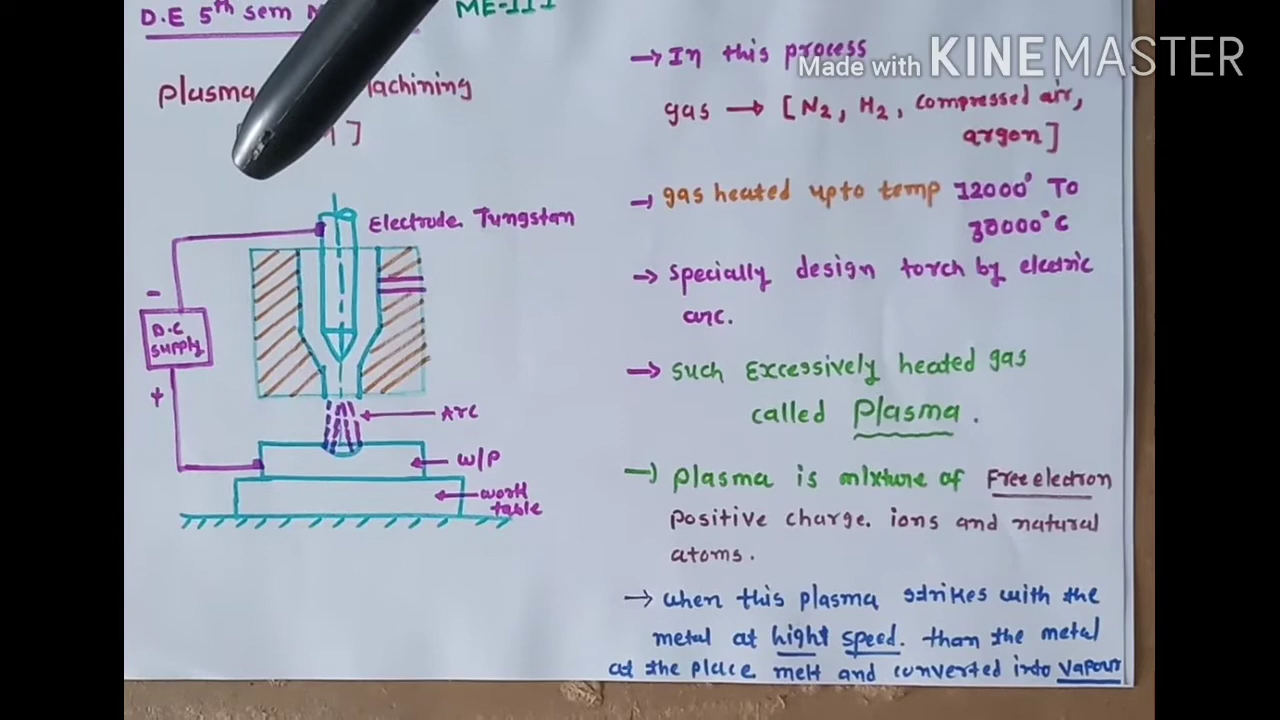 D.E 5th sem
ME-III
plasma Machining
]
Electrode Tungstan
-
D.C
supply
+
Arc
W/P
work
table
→ In this process
Made with KINEMASTER
gas → [N2, H2, compressed air,
argon]
→ gas heated upto temp 12000° To
30000° C
→ specially design torch by electric
arc.
→ such Excessively heated gas
called Plasma.
→ plasma is mixture of Free electron
positive charge. ions and natural
atoms.
→ when this plasma strikes with the
metal at hight speed. than the metal
at the place melt and converted into vapour